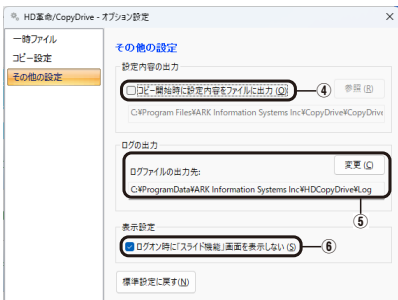 HD革命/CopyDrive - オプション設定
一時ファイル
コピー設定
その他の設定
その他の設定
設定内容の出力
コピー開始時に設定内容をファイルに出力 (O)
④
参照 (R)
C:¥Program Files¥ARK Information Systems Inc¥CopyDrive¥CopyDrive
ログの出力
ログファイルの出力先:
変更 (C)
C:¥ProgramData¥ARK Information Systems Inc¥HDCopyDrive¥Log
⑤
表示設定
ログオン時に「スライド機能」画面を表示しない (S)
⑥
標準設定に戻す(N)